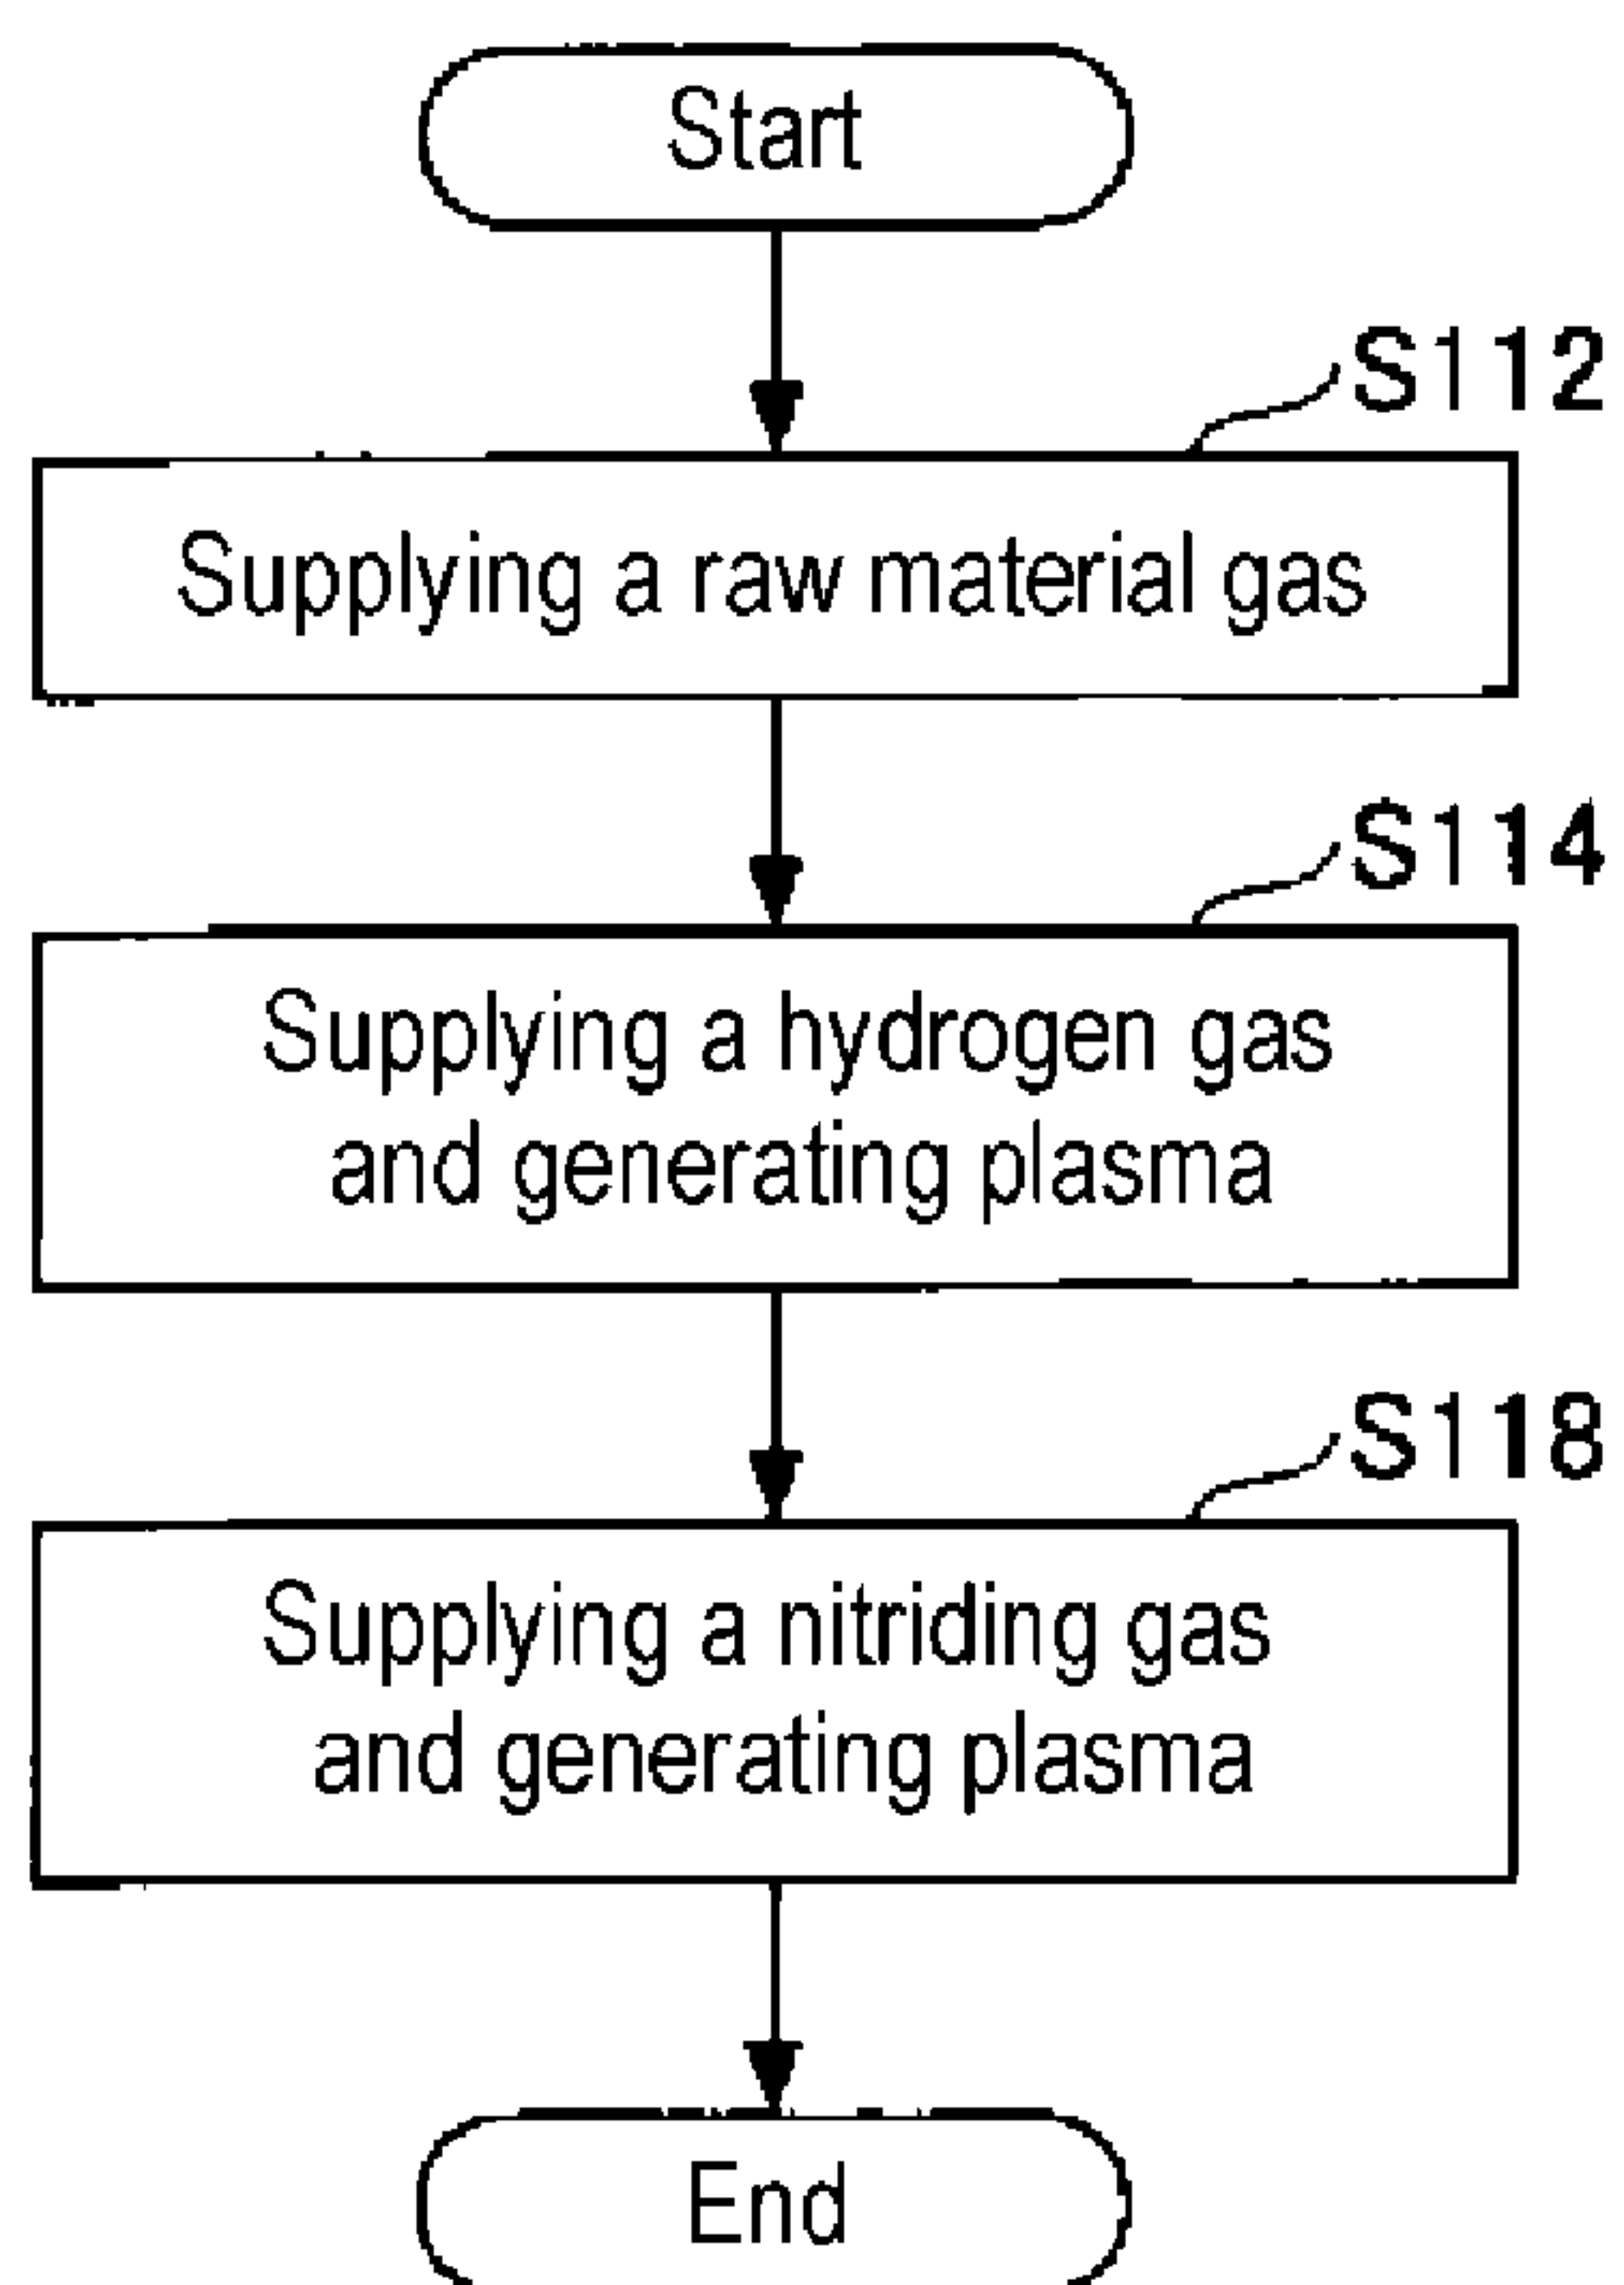 Start
S112
Supplying a raw material gas
S114
Supplying a hydrogen gas
and generating plasma
S118
Supplying a nitriding gas
and generating plasma
End